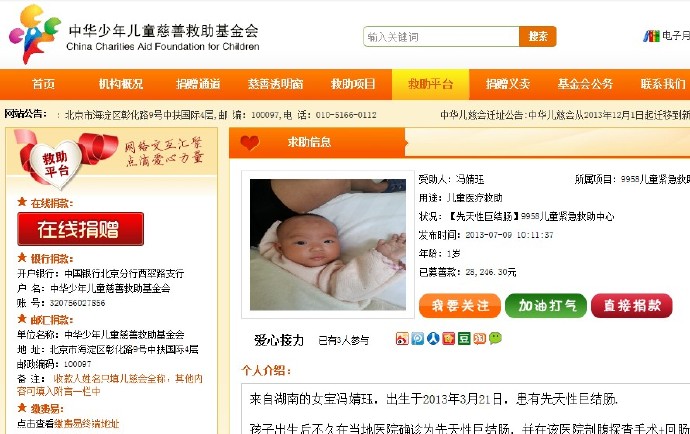 中华少年儿童慈善救助基金会
China Charities Aid Foundation for Children
输入关键词
搜索
电子月
首页
机构概况
捐赠通道
慈善透明窗
救助项目
救助平台
捐赠义卖
基金会公务
联系我们
网站公告：
：北京市海淀区彰化路9号中扶国际4层,邮 编：100097,电 话：010-5166-0112
中华儿慈会迁址公告:中华儿慈会从2013年12月1日起迁移到新
救助
平台
网络交互汇聚
点滴爱心力量
在线捐款：
在线捐赠
银行捐款：
开户银行：中国银行北京分行西翠路支行
户 名：中华少年儿童慈善救助基金会
账 号：320756027856
邮汇捐款：
单位名称：中华少年儿童慈善救助基金会
地 址：北京市海淀区彰化路9号中扶国际4层
邮政编码：100097
备 注： 收款人姓名只填儿慈会全称，其他内
容可填入附言一栏中
缴费易：
点击查看缴费易终端地址
求助信息
受助人：冯倩珏
所属项目：9958儿童紧急救助
用途：儿童医疗救助
状况：【先天性巨结肠】9958儿童紧急救助中心
发布时间：2013-07-09 10:11:37
年龄：1岁
已募善款：28,246.30元
我要关注
加油打气
直接捐款
爱心接力
已有3人参与
个人介绍：
来自湖南的女宝冯婧珏，出生于2013年3月21日，患有先天性巨结肠.
孩子出生后不久在当地医院确诊为先天性巨结肠，并在该医院剖腹探查手术+回肠